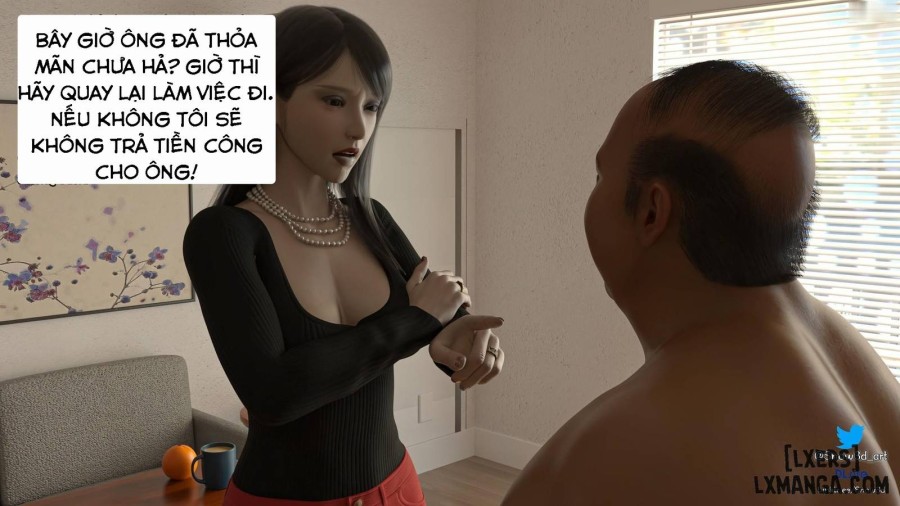 BÂY GIỜ ÔNG ĐÃ THỎA
MÃN CHƯA HẢ? GIỜ THÌ
HÃY QUAY LẠI LÀM VIỆC ĐI.
NẾU KHÔNG TÔI SẼ
KHÔNG TRẢ TIỀN CÔNG
CHO ÔNG!
[LXERS]
LXMANGA.COM